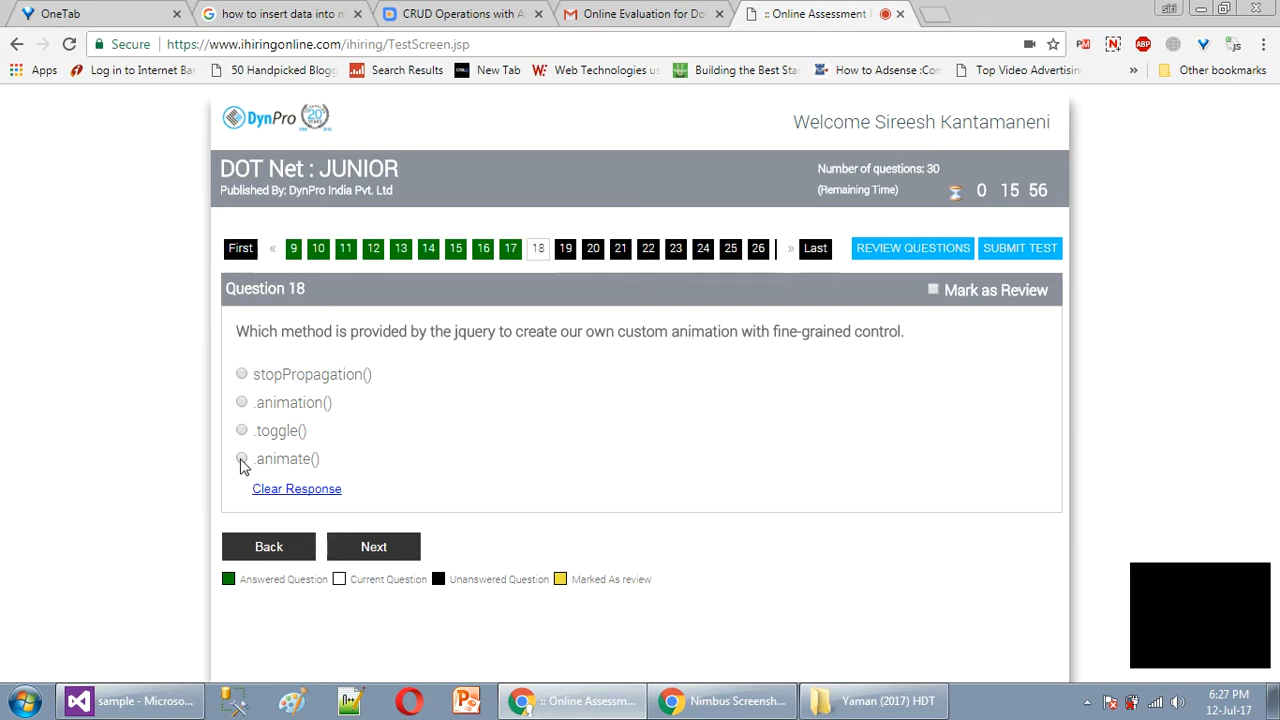 OneTab
how to insert data into m
CRUD Operations with A
Online Evaluation for Do
:: Online Assessment
Secure
https://www.ihiringonline.com/ihiring/TestScreen.jsp
Apps
Log in to Internet Ba
50 Handpicked Blogg
Search Results
New Tab
Web Technologies us
Building the Best Sta
How to Adsense :Con
Top Video Advertisin
»
Other bookmarks
DynPro
20
Welcome Sireesh Kantamaneni
DOT Net : JUNIOR
Published By: DynPro India Pvt. Ltd
Number of questions: 30
(Remaining Time)
0 15 56
First « 9 10 11 12 13 14 15 16 17 18 19 20 21 22 23 24 25 26 » Last
REVIEW QUESTIONS
SUBMIT TEST
Question 18
Mark as Review
Which method is provided by the jquery to create our own custom animation with fine-grained control.
stopPropagation()
.animation()
.toggle()
.animate()
Clear Response
Back
Next
Answered Question
Current Question
Unanswered Question
Marked As review
sample - Microso...
:: Online Assessm...
Nimbus Screensh...
Yaman (2017) HDT
6:27 PM
12-Jul-17